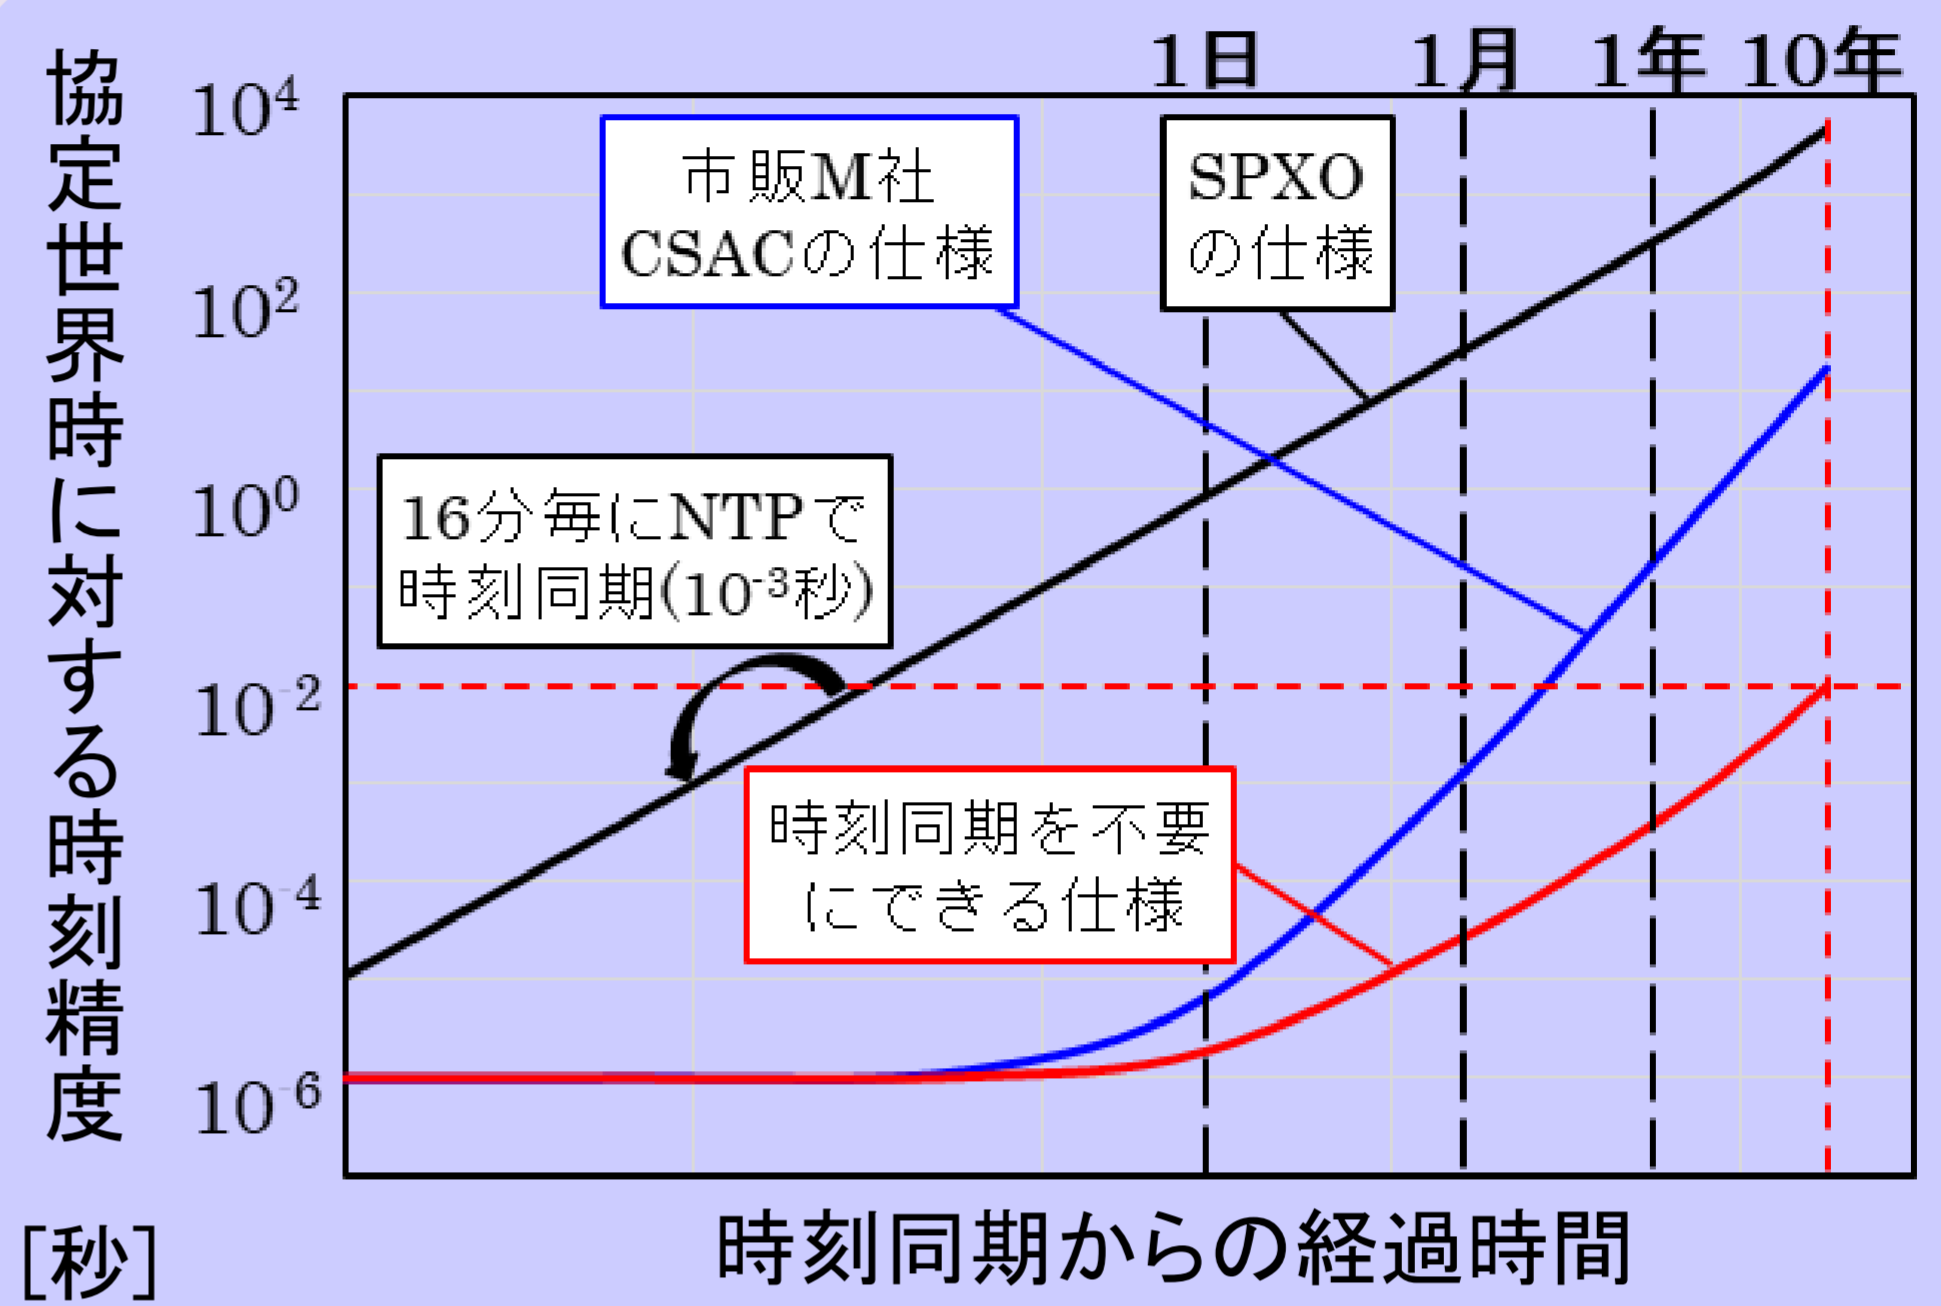 協定世界時に対する時刻精度
[秒]
1日 1月 1年 10年
10⁴
10²
10⁰
10⁻²
10⁻⁴
10⁻⁶
市販M社
CSACの仕様
SPXO
の仕様
16分毎にNTPで
時刻同期(10⁻³秒)
時刻同期を不要
にできる仕様
時刻同期からの経過時間